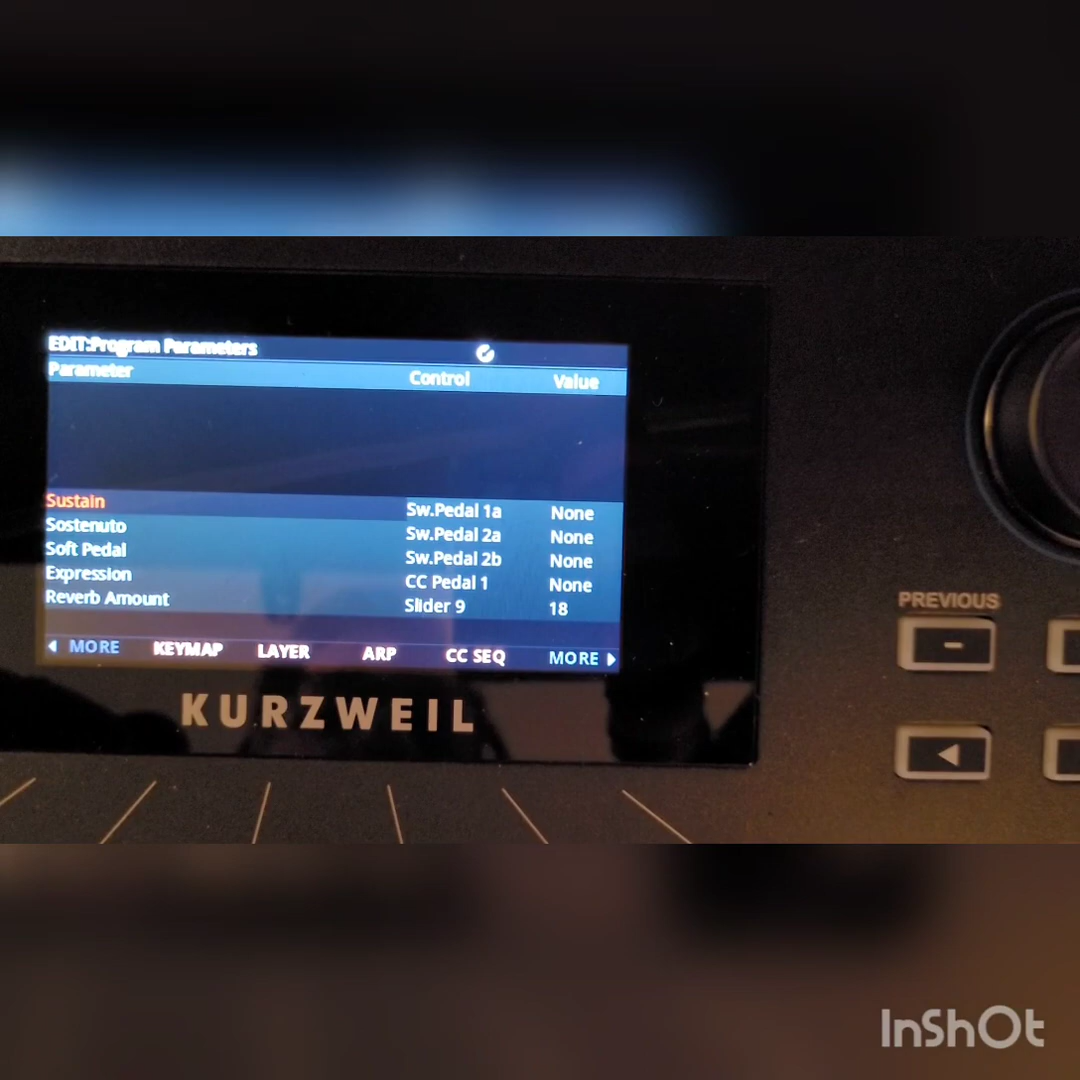 EDIT:Program Parameters
Parameter Control Value
Sustain Sw.Pedal 1a None
Sostenuto Sw.Pedal 2a None
Soft Pedal Sw.Pedal 2b None
Expression CC Pedal 1 None
Reverb Amount Slider 9 18
MORE KEYMAP LAYER ARP CC SEQ MORE
KURZWEIL
PREVIOUS
InShOt